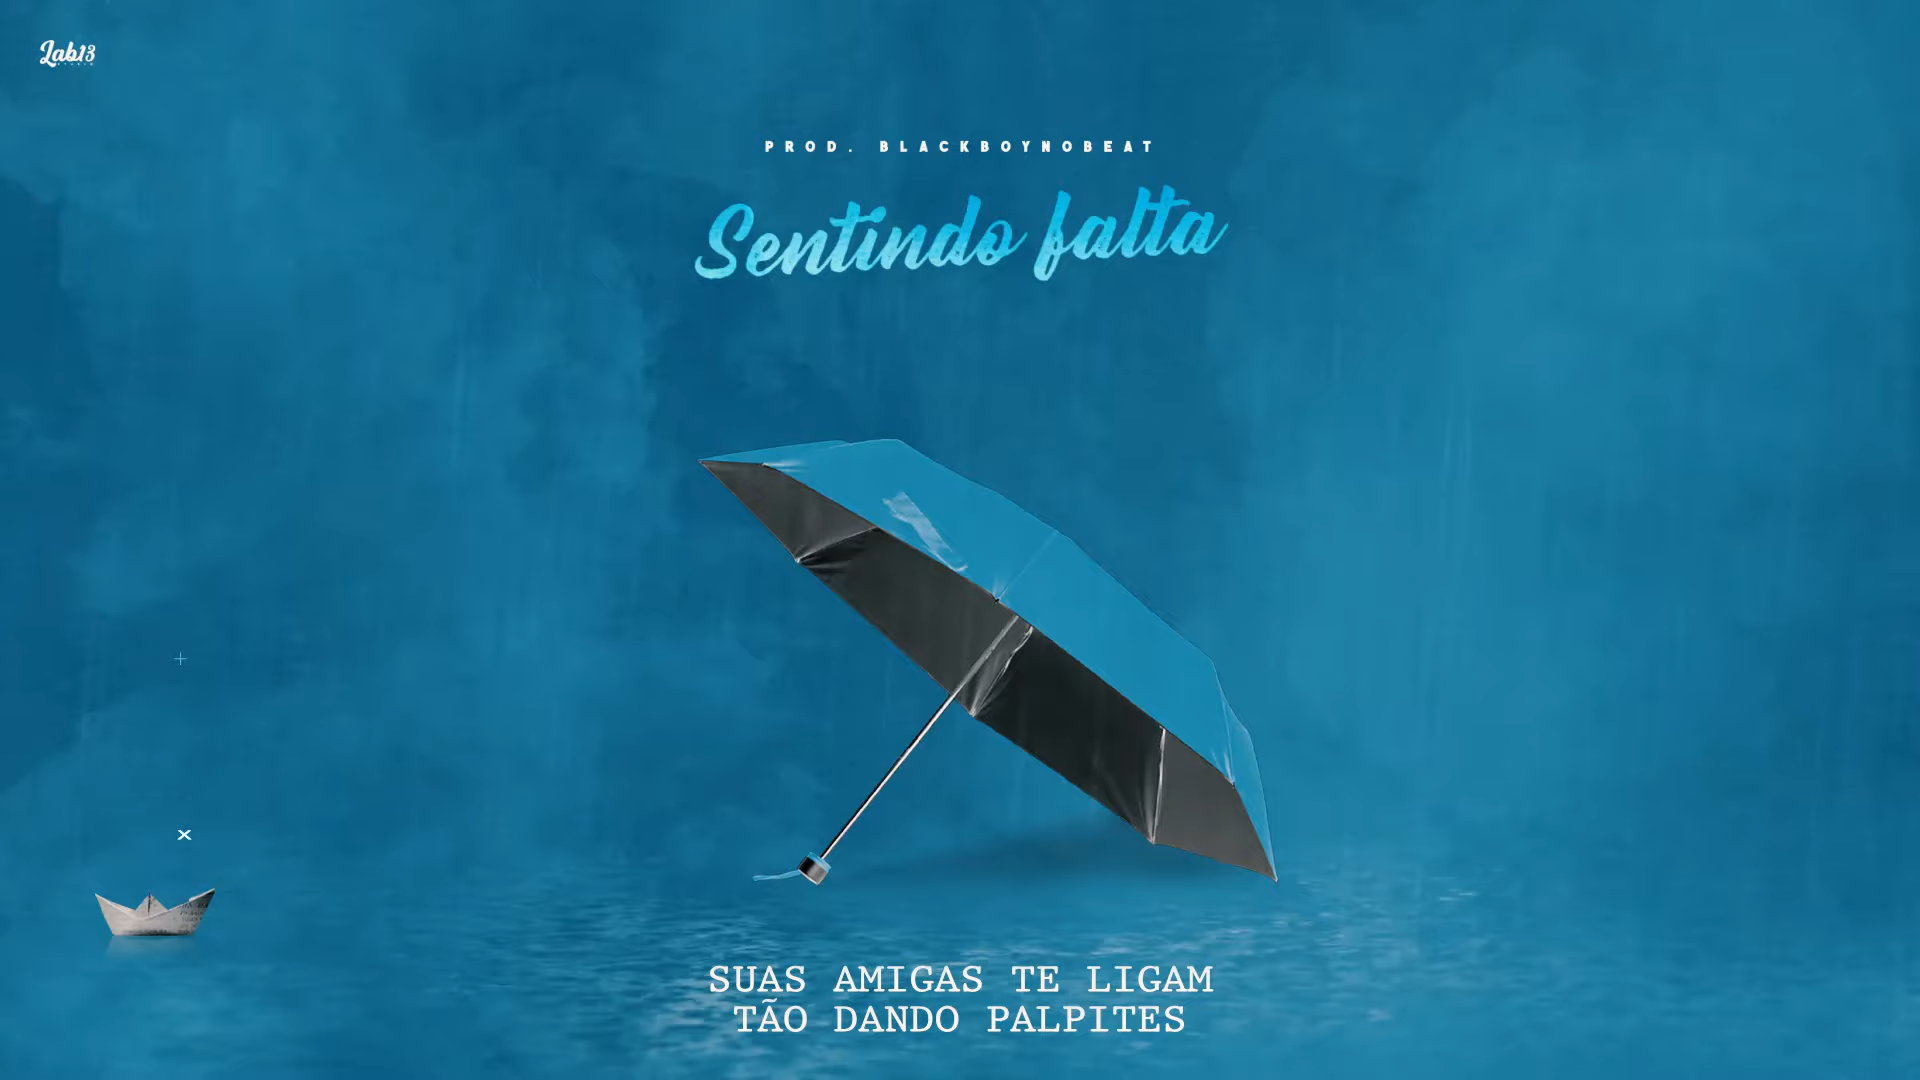 Lab13
PROD. BLACKBOYNOBEAT
Sentindo falta
SUAS AMIGAS TE LIGAM
TÃO DANDO PALPITES